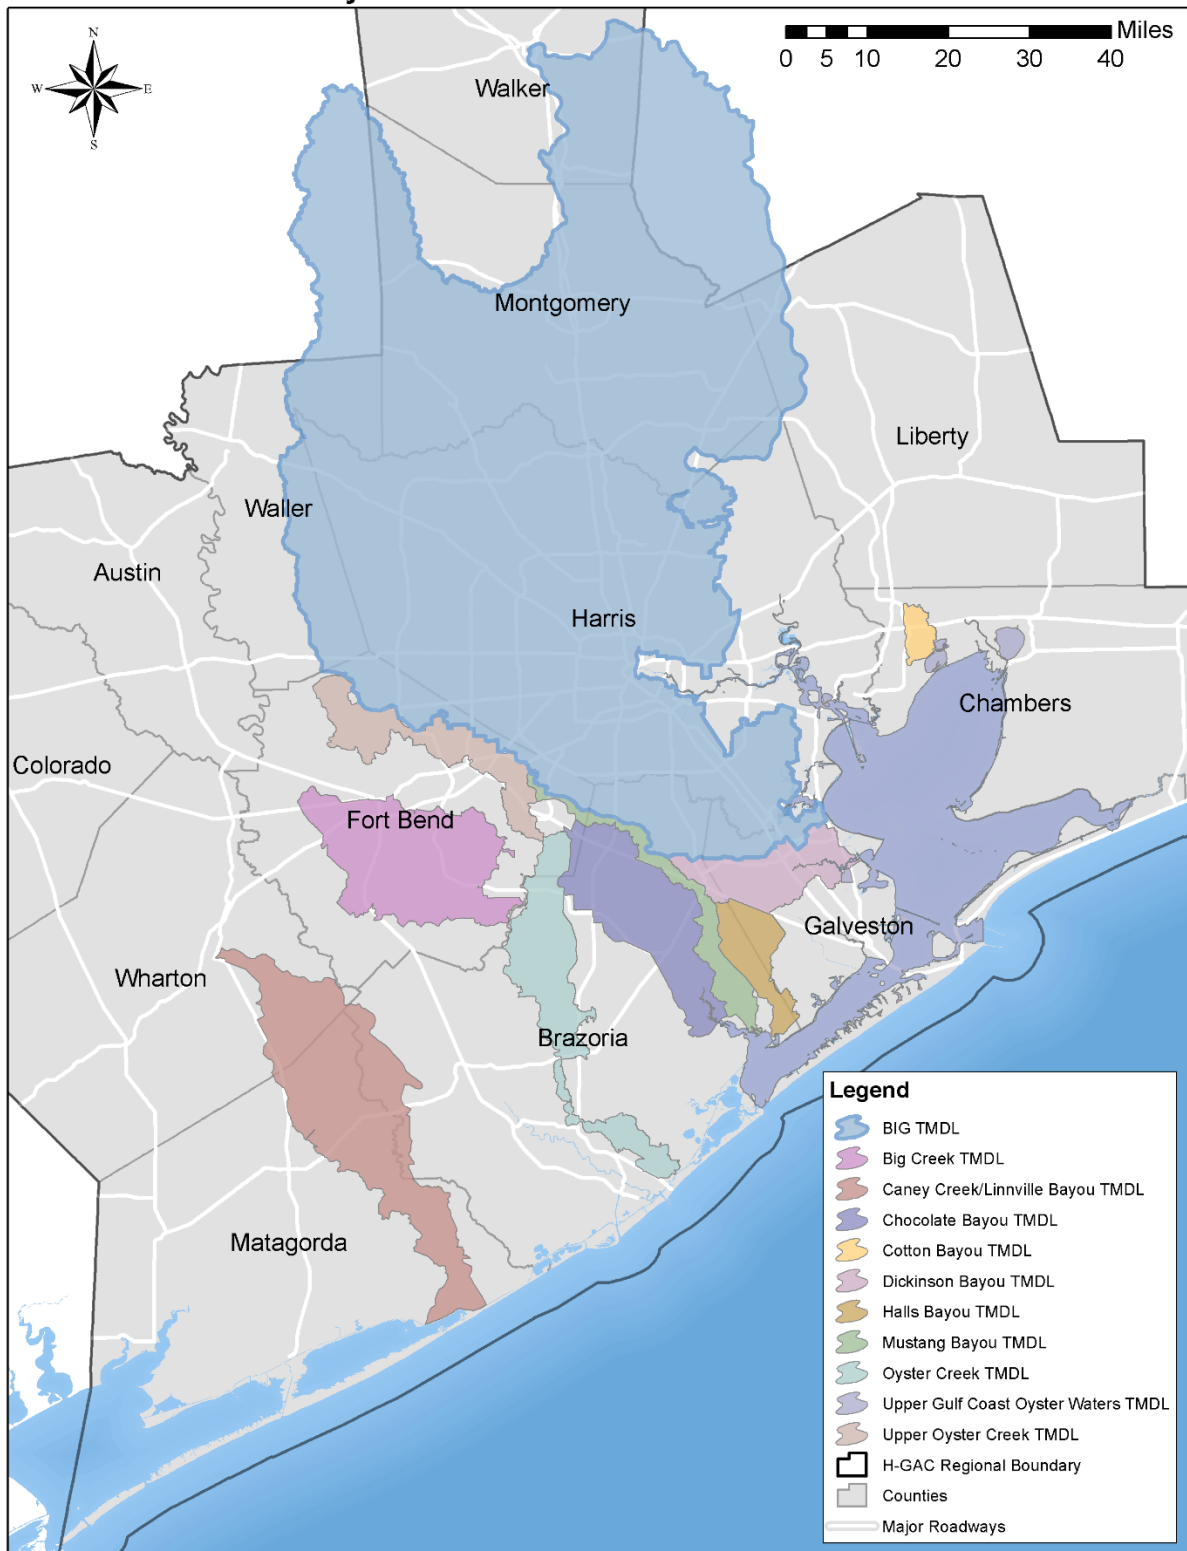 N
W E
S
Miles
0 5 10 20 30 40
Walker
Montgomery
Liberty
Waller
Austin
Harris
Chambers
Colorado
Fort Bend
Galveston
Wharton
Brazoria
Matagorda
Legend
BIG TMDL
Big Creek TMDL
Caney Creek/Linnville Bayou TMDL
Chocolate Bayou TMDL
Cotton Bayou TMDL
Dickinson Bayou TMDL
Halls Bayou TMDL
Mustang Bayou TMDL
Oyster Creek TMDL
Upper Gulf Coast Oyster Waters TMDL
Upper Oyster Creek TMDL
H-GAC Regional Boundary
Counties
Major Roadways